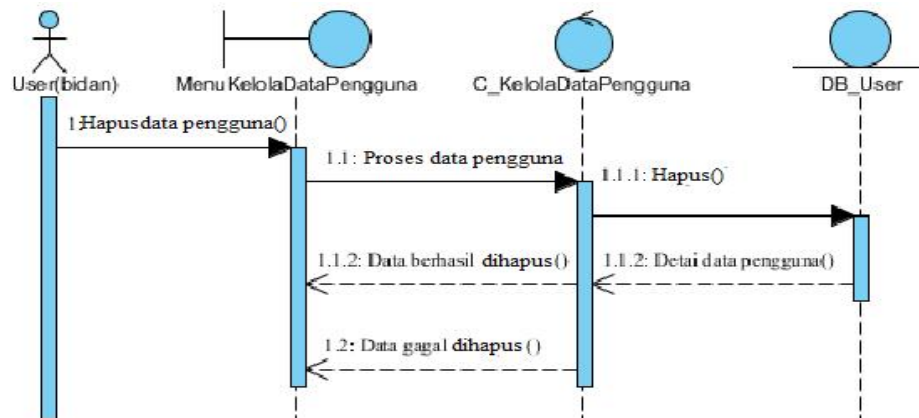 User(bidan)
MenuKelolaDataPengguna
C_KelolaDataPengguna
DB_User
1:Hapusdata pengguna()
1.1: Proses data pengguna
1.1.1: Hapus()
1.1.2: Data berhasil dihapus()
1.1.2: Detai data pengguna()
1.2: Data gagal dihapus ()